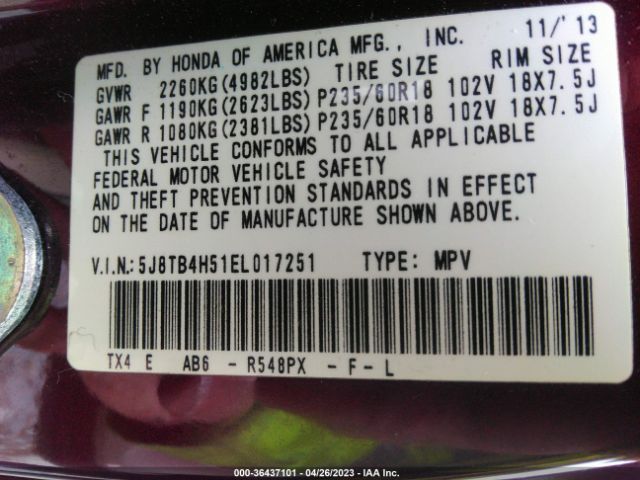 MFD. BY HONDA OF AMERICA MFG., INC. 11/'13
GVWR 2260KG(4982LBS) TIRE SIZE RIM SIZE
GAWR F 1190KG(2623LBS) P235/60R18 102V 18X7.5J
GAWR R 1080KG(2381LBS) P235/60R18 102V 18X7.5J
THIS VEHICLE CONFORMS TO ALL APPLICABLE
FEDERAL MOTOR VEHICLE SAFETY
AND THEFT PREVENTION STANDARDS IN EFFECT
ON THE DATE OF MANUFACTURE SHOWN ABOVE.
V.I.N.: 5J8TB4H51EL017251 TYPE: MPV
TX4 E AB6 - R548PX - F - L
000-36437101 - 04/26/2023 - IAA Inc.